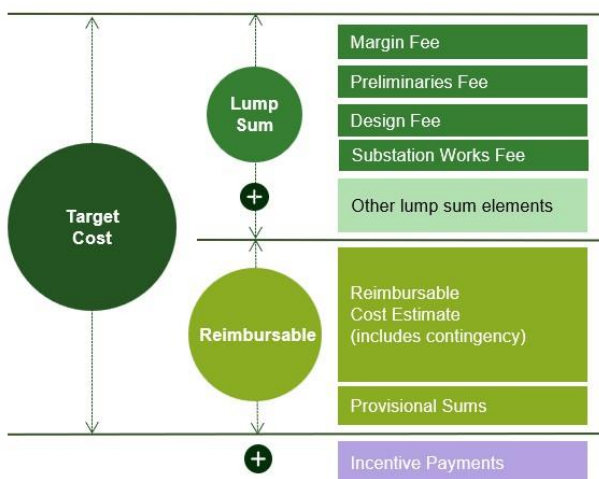 Target
Cost
Lump
Sum
+
Reimbursable
+
Margin Fee
Preliminaries Fee
Design Fee
Substation Works Fee
Other lump sum elements
Reimbursable
Cost Estimate
(includes contingency)
Provisional Sums
Incentive Payments